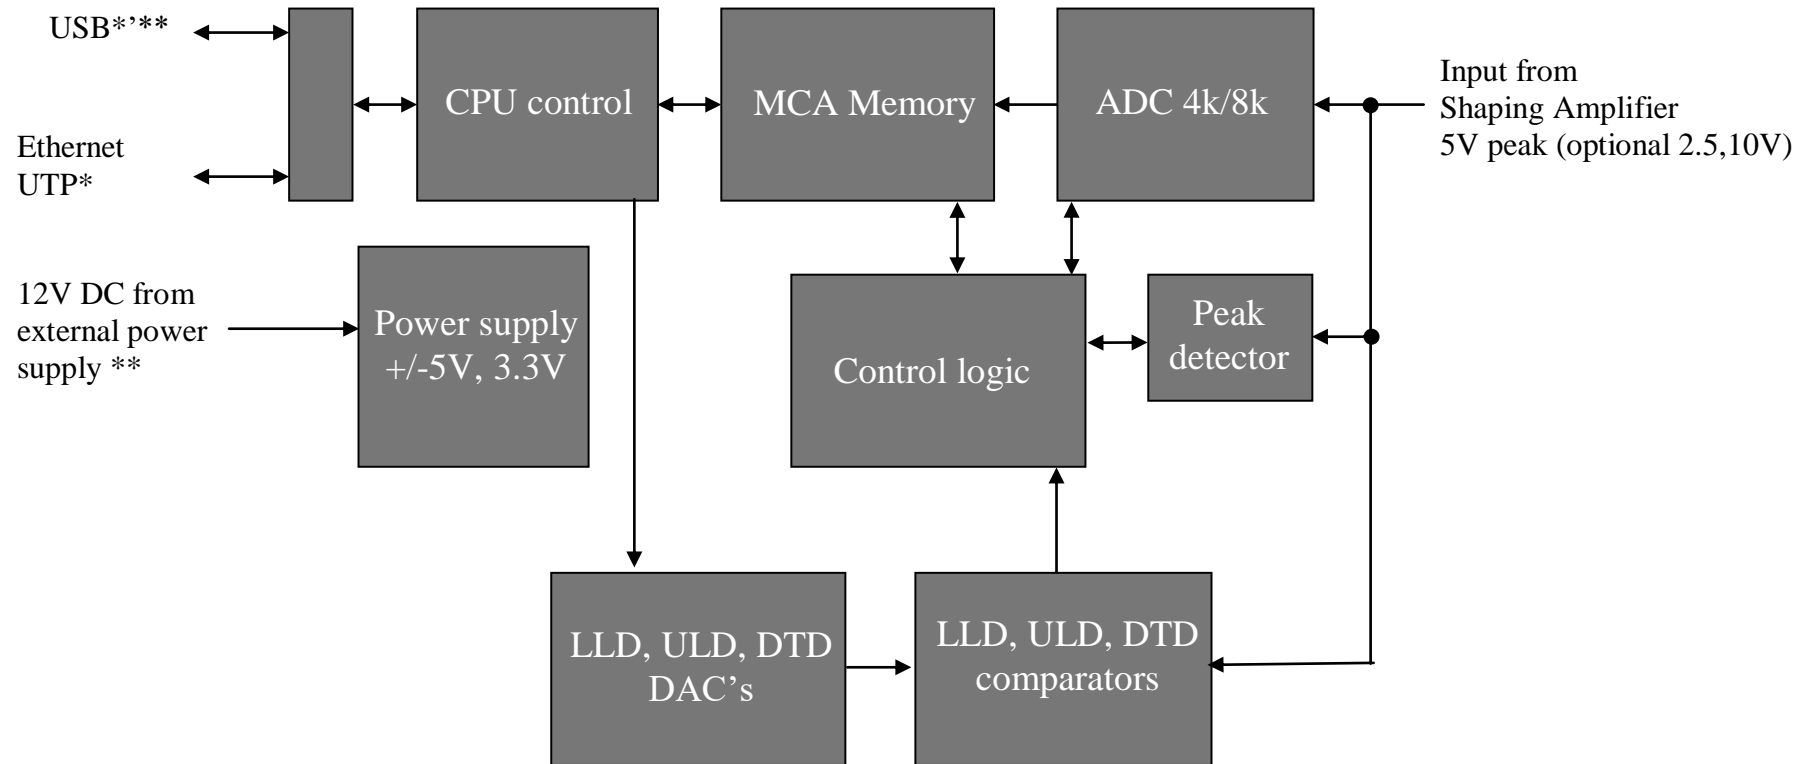 USB*’**
CPU control
MCA Memory
ADC 4k/8k
Input from
Shaping Amplifier
5V peak (optional 2.5,10V)
Ethernet
UTP*
12V DC from
external power
supply **
Power supply
+/-5V, 3.3V
Control logic
Peak
detector
LLD, ULD, DTD
DAC’s
LLD, ULD, DTD
comparators